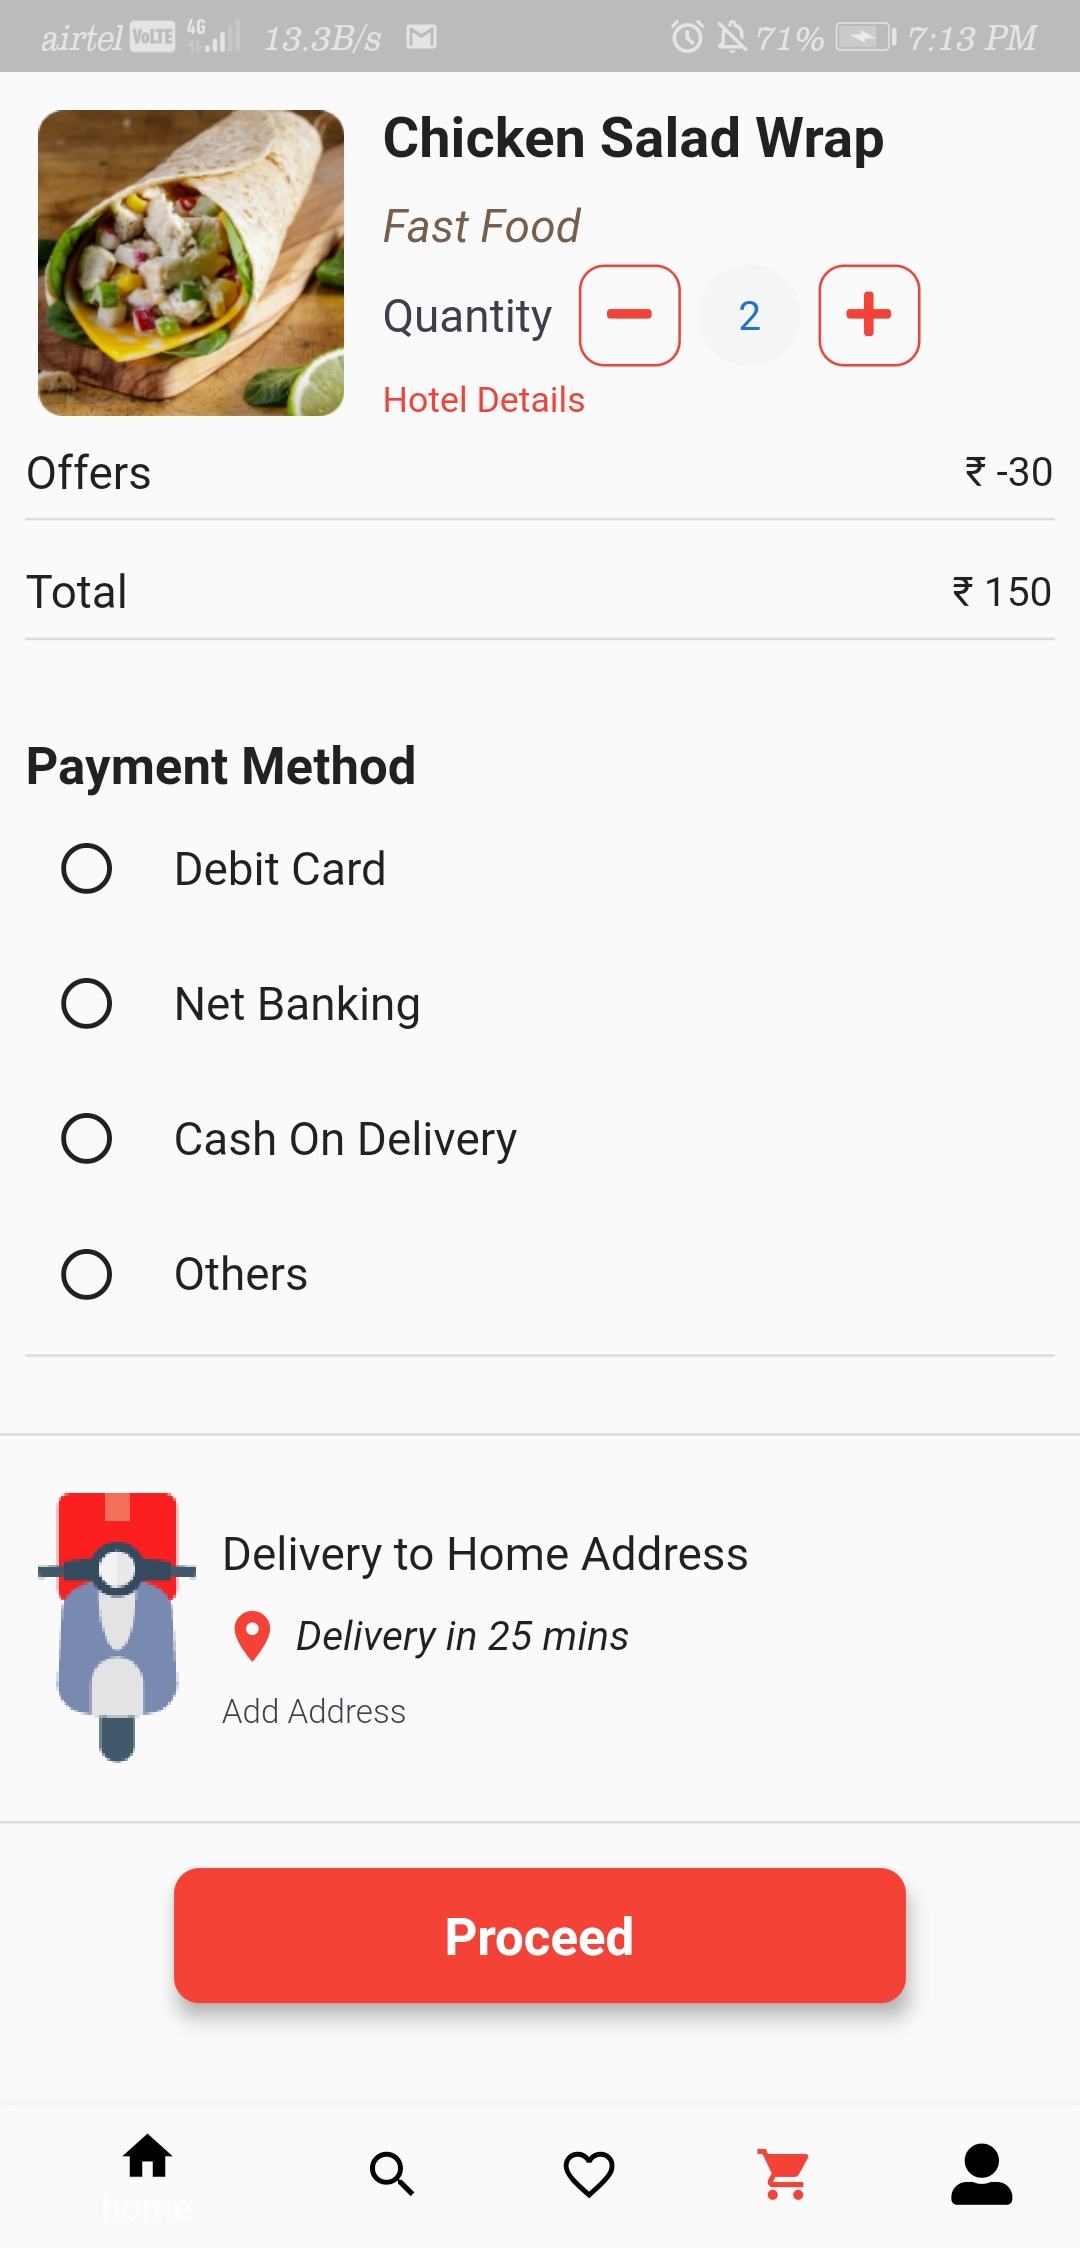 airtel VoLTE 4G 13.3B/s 71% 7:13 PM
Chicken Salad Wrap
Fast Food
Quantity 2
Hotel Details
Offers ₹ -30
Total ₹ 150
Payment Method
Debit Card
Net Banking
Cash On Delivery
Others
Delivery to Home Address
Delivery in 25 mins
Add Address
Proceed
home